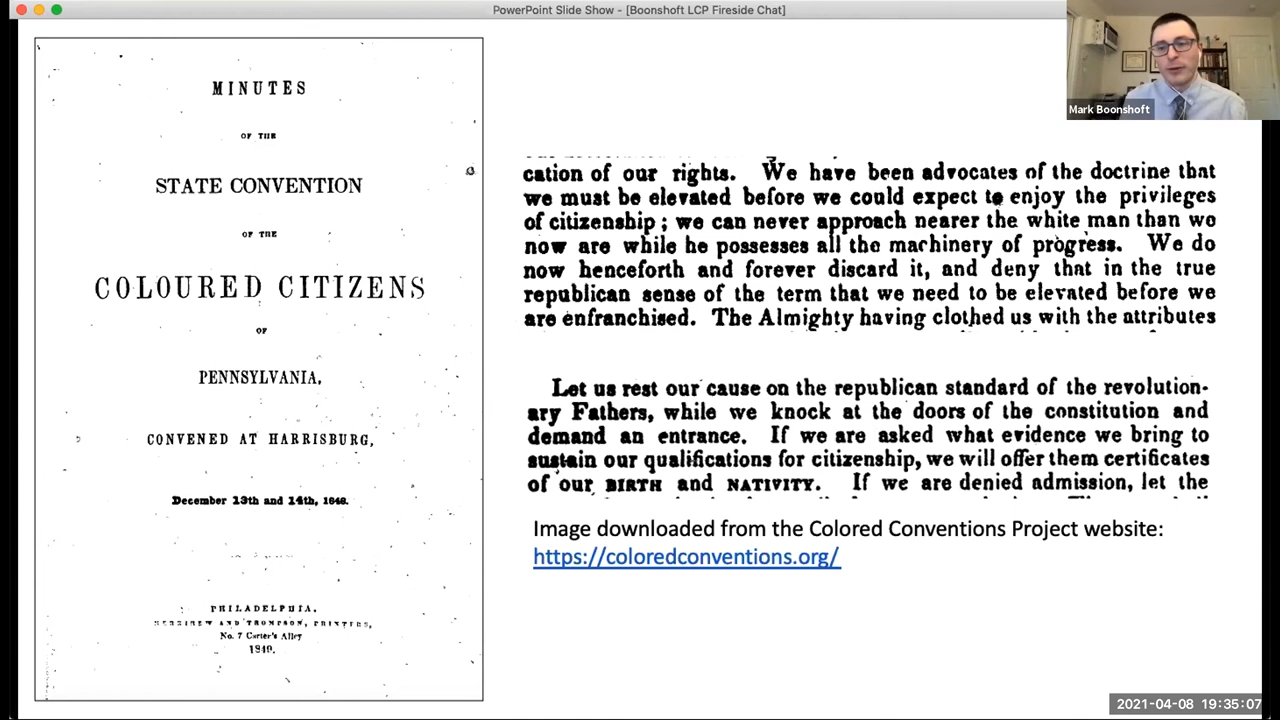 PowerPoint Slide Show - [Boonshoft LCP Fireside Chat]
Mark Boonshoft
MINUTES
OF THE
STATE CONVENTION
OF THE
COLOURED CITIZENS
OF
PENNSYLVANIA,
CONVENED AT HARRISBURG,
December 13th and 14th, 1848.
PHILADELPHIA.
AND THOMPSON, PRINTERS,
No. 7 Carter's Alley
1849.
cation of our rights. We have been advocates of the doctrine that
we must be elevated before we could expect to enjoy the privileges
of citizenship; we can never approach nearer the white man than we
now are while he possesses all the machinery of progress. We do
now henceforth and forever discard it, and deny that in the true
republican sense of the term that we need to be elevated before we
are enfranchised. The Almighty having clothed us with the attributes
Let us rest our cause on the republican standard of the revolution-
ary Fathers, while we knock at the doors of the constitution and
demand an entrance. If we are asked what evidence we bring to
sustain our qualifications for citizenship, we will offer them certificates
of our BIRTH and NATIVITY. If we are denied admission, let the
Image downloaded from the Colored Conventions Project website:
https://coloredconventions.org/
2021-04-08 19:35:07